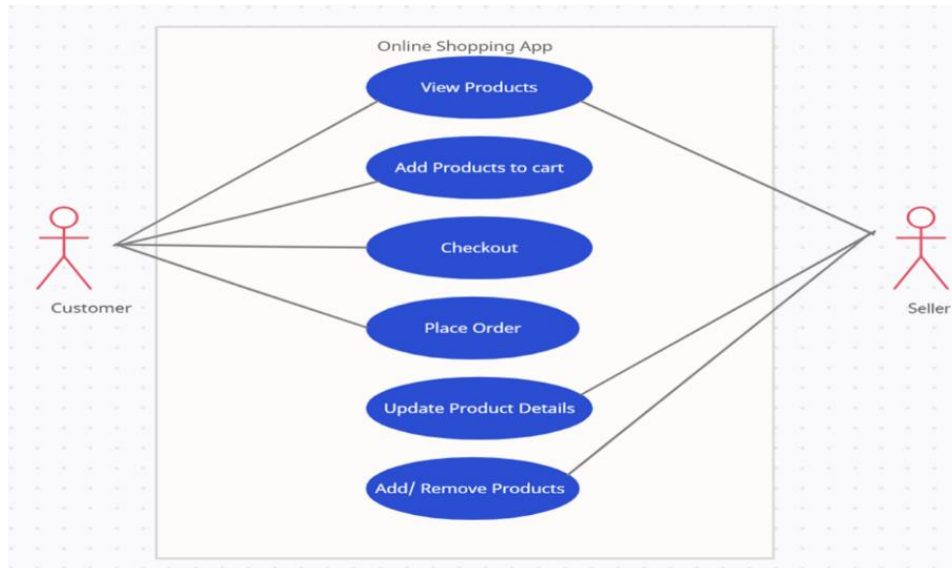 Online Shopping App
View Products
Add Products to cart
Checkout
Customer
Seller
Place Order
Update Product Details
Add/ Remove Products